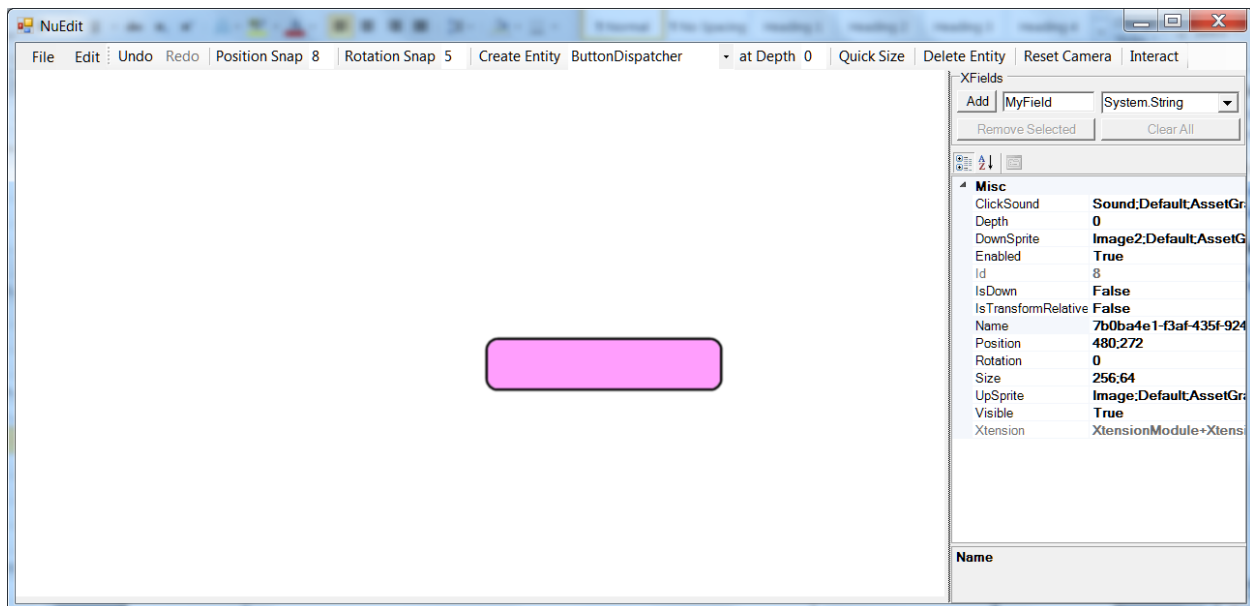 NuEdit
File Edit Undo Redo Position Snap 8 Rotation Snap 5 Create Entity ButtonDispatcher at Depth 0 Quick Size Delete Entity Reset Camera Interact
XFields
Add MyField System.String
Remove Selected Clear All
Misc
ClickSound Sound;Default;AssetGr
Depth 0
DownSprite Image2;Default;AssetG
Enabled True
Id 8
IsDown False
IsTransformRelative False
Name 7b0ba4e1-f3af-435f-924
Position 480;272
Rotation 0
Size 256;64
UpSprite Image;Default;AssetGr
Visible True
Xtension XtensionModule+Xtensi
Name